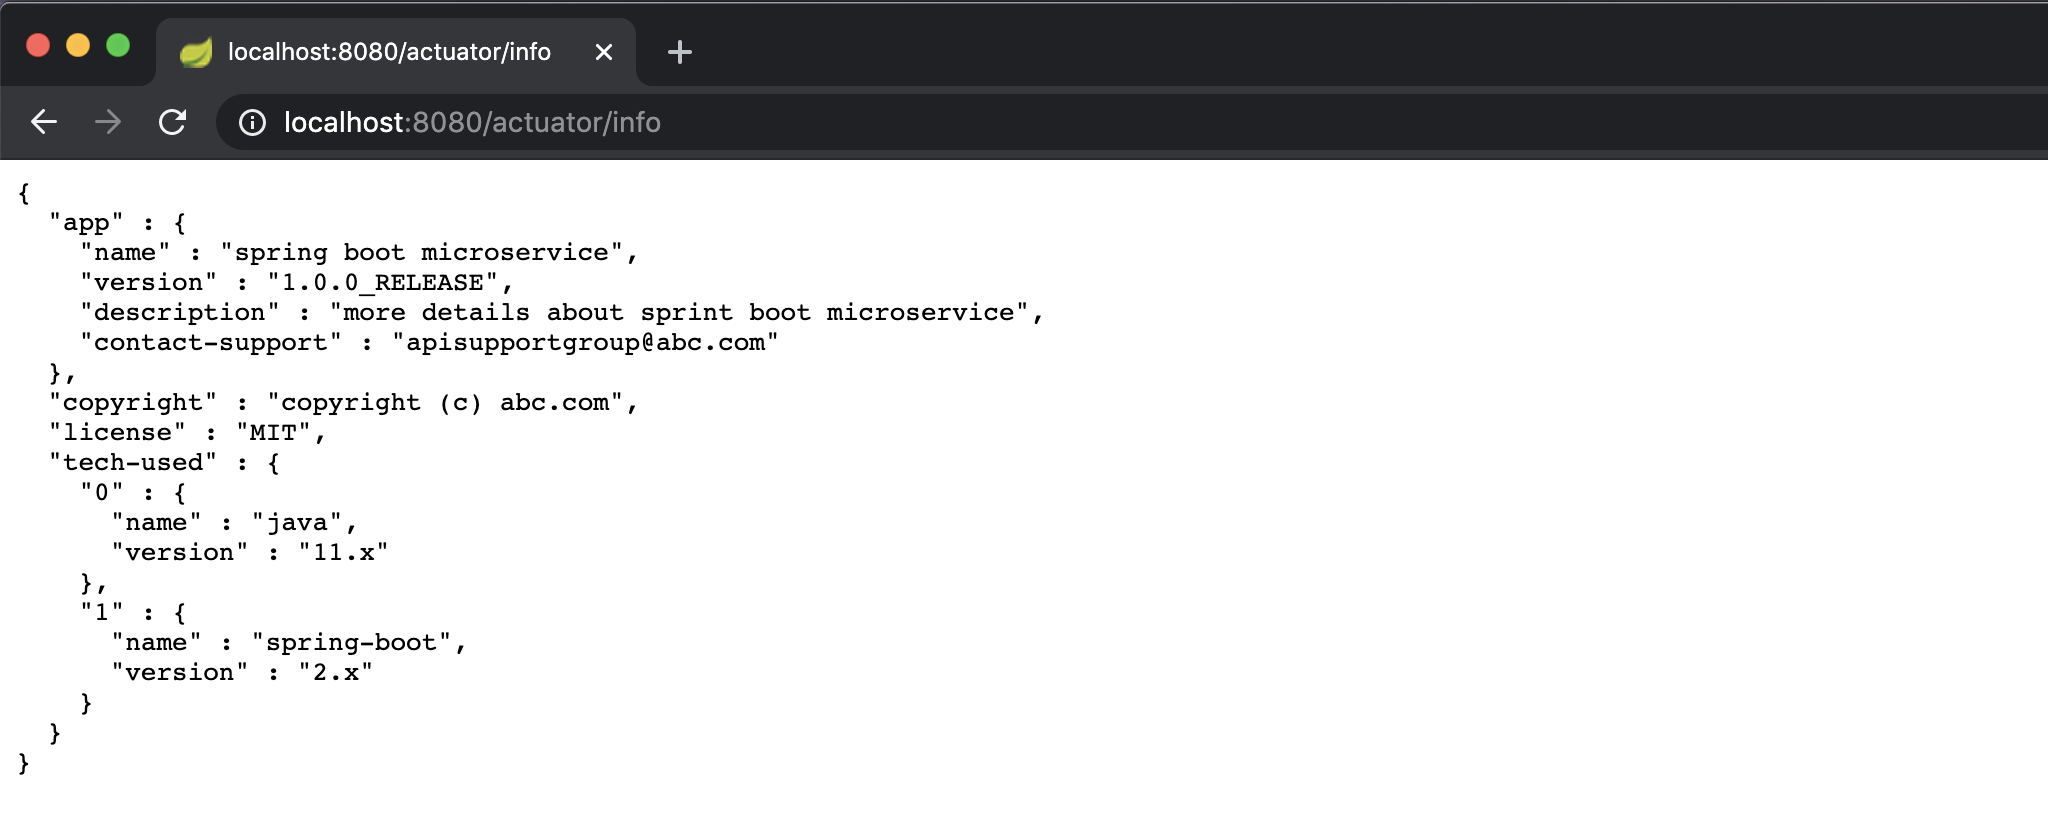 localhost:8080/actuator/info
localhost:8080/actuator/info
{
  "app" : {
    "name" : "spring boot microservice",
    "version" : "1.0.0_RELEASE",
    "description" : "more details about sprint boot microservice",
    "contact-support" : "apisupportgroup@abc.com"
  },
  "copyright" : "copyright (c) abc.com",
  "license" : "MIT",
  "tech-used" : {
    "0" : {
      "name" : "java",
      "version" : "11.x"
    },
    "1" : {
      "name" : "spring-boot",
      "version" : "2.x"
    }
  }
}